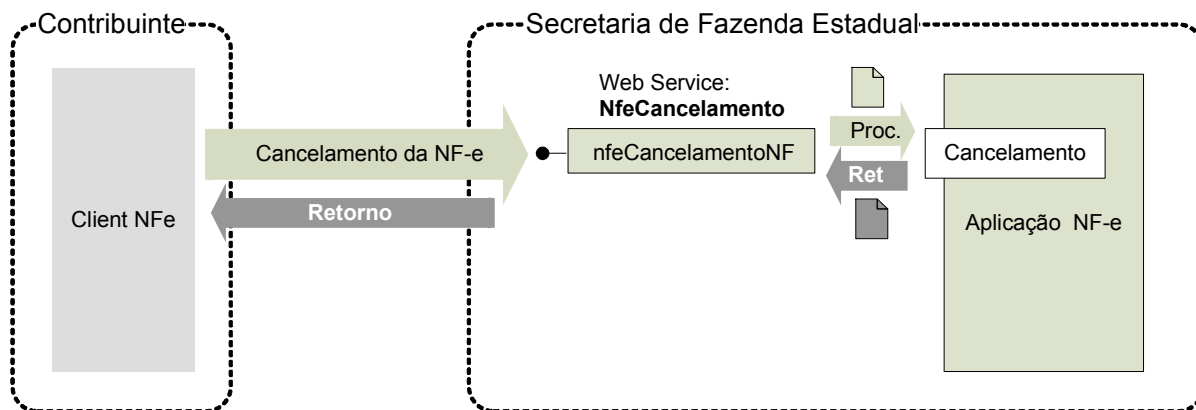 Contribuinte
Secretaria de Fazenda Estadual
Web Service:
NfeCancelamento
Cancelamento da NF-e
nfeCancelamentoNF
Proc.
Cancelamento
Ret
Retorno
Client NFe
Aplicação NF-e